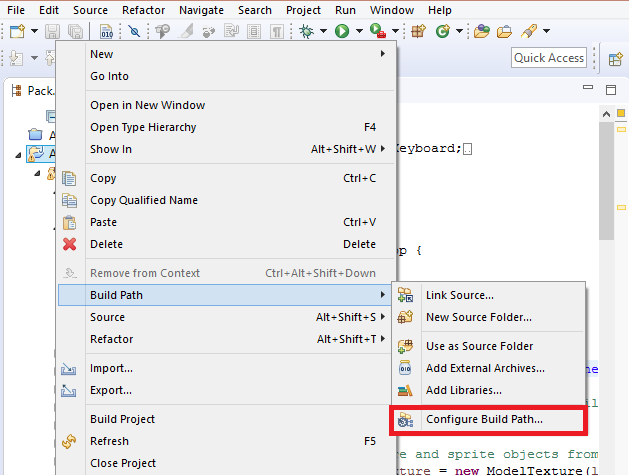 File Edit Source Refactor Navigate Search Project Run Window Help
Quick Access
Pack.
New
Go Into
Open in New Window
Open Type Hierarchy F4
Show In Alt+Shift+W
Copy Ctrl+C
Copy Qualified Name
Paste Ctrl+V
Delete Delete
Remove from Context Ctrl+Alt+Shift+Down
Build Path
Source Alt+Shift+S
Refactor Alt+Shift+T
Import...
Export...
Build Project
Refresh F5
Close Project
Link Source...
New Source Folder...
Use as Source Folder
Add External Archives...
Add Libraries...
Configure Build Path...
Keyboard;
op {
re and sprite objects from
ture = new ModelTexture(l